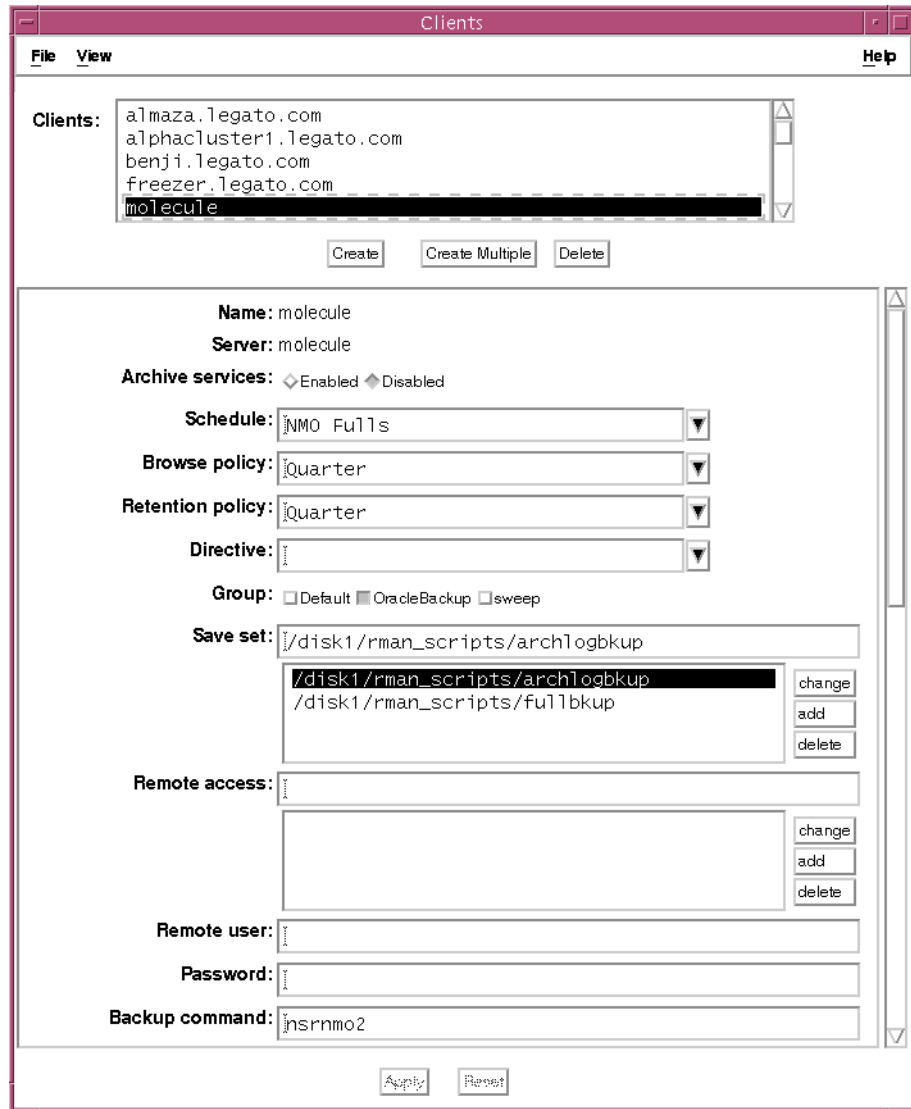 Clients
File View Help
Clients:
almaza.legato.com
alphacluster1.legato.com
benji.legato.com
freezer.legato.com
molecule
Create Create Multiple Delete
Name: molecule
Server: molecule
Archive services: Enabled Disabled
Schedule: NMO Fulls
Browse policy: Quarter
Retention policy: Quarter
Directive:
Group: Default OracleBackup sweep
Save set: /disk1/rman_scripts/archlogbkup
/disk1/rman_scripts/archlogbkup change
/disk1/rman_scripts/fullbkup add
delete
Remote access:
change
add
delete
Remote user:
Password:
Backup command: nsrnmo2
Apply Reset